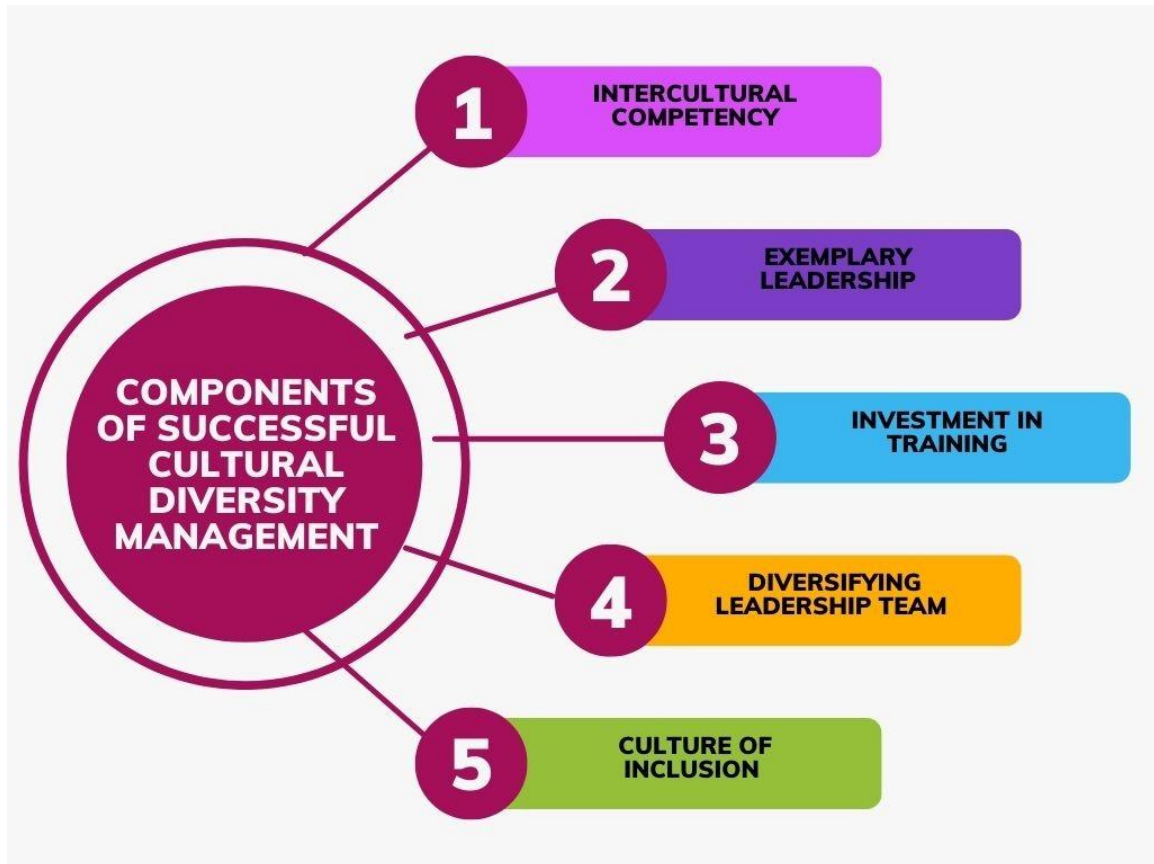 COMPONENTS
OF SUCCESSFUL
CULTURAL
DIVERSITY
MANAGEMENT
1
INTERCULTURAL
COMPETENCY
2
EXEMPLARY
LEADERSHIP
3
INVESTMENT IN
TRAINING
4
DIVERSIFYING
LEADERSHIP TEAM
5
CULTURE OF
INCLUSION